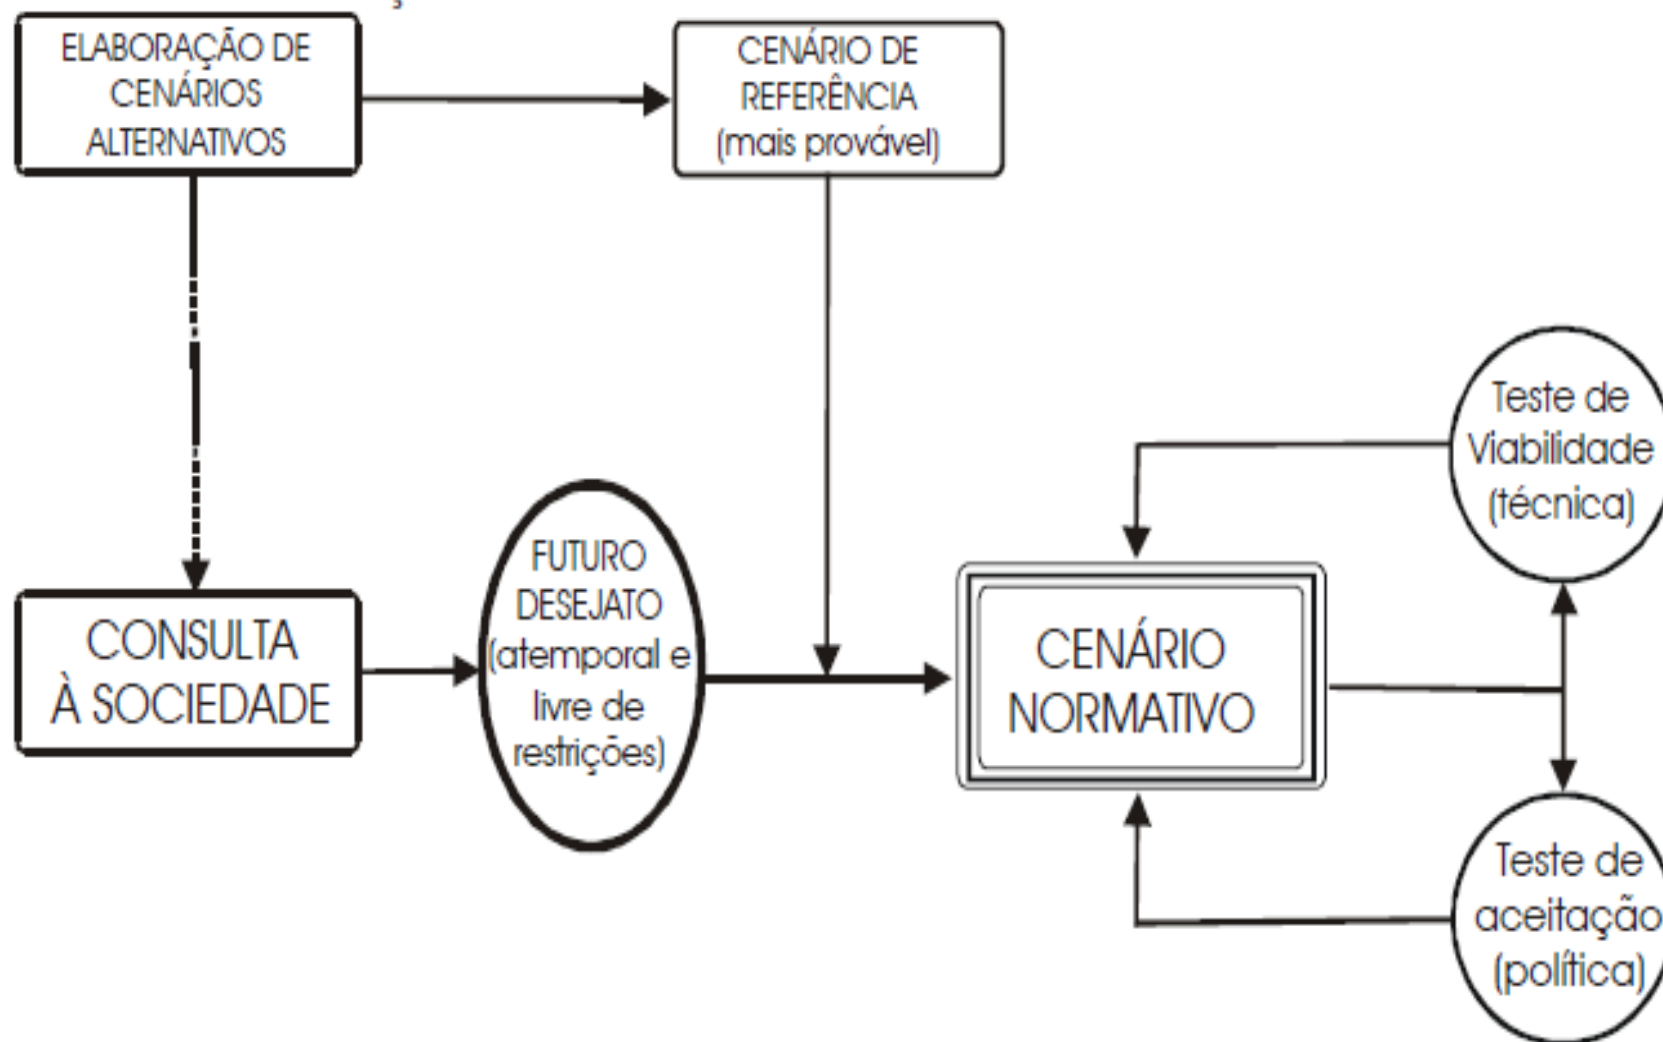 ELABORAÇÃO DE
CENÁRIOS
ALTERNATIVOS
CENÁRIO DE
REFERÊNCIA
(mais provável)
CONSULTA
À SOCIEDADE
FUTURO
DESEJATO
(atemporal e
livre de
restrições)
CENÁRIO
NORMATIVO
Teste de
Viabilidade
(técnica)
Teste de
aceitação
(política)